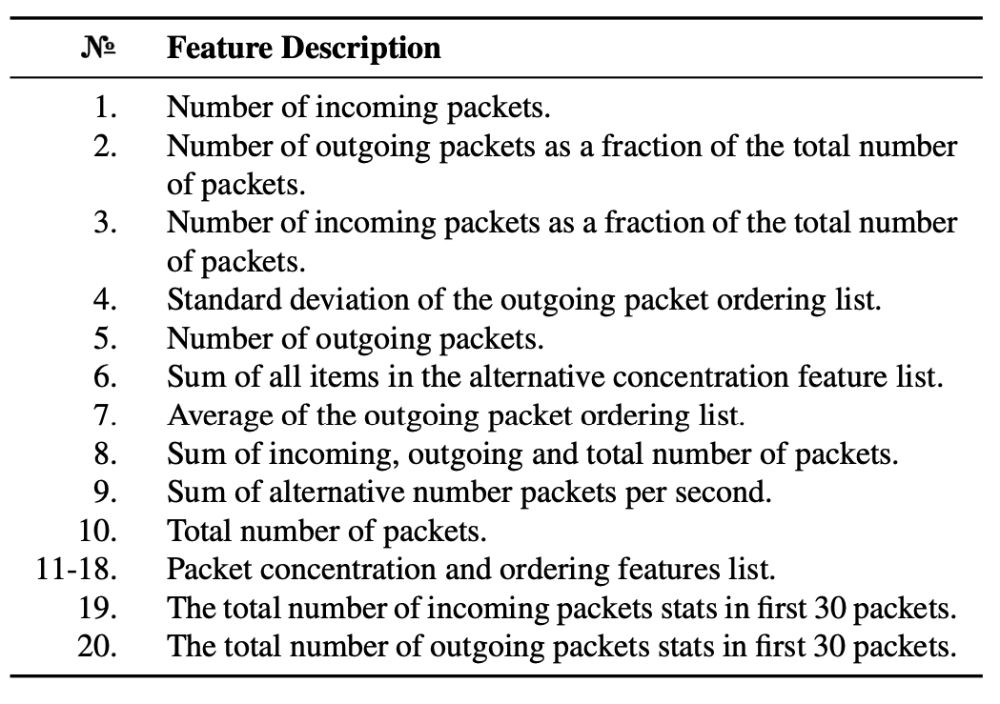 № Feature Description
1. Number of incoming packets.
2. Number of outgoing packets as a fraction of the total number
of packets.
3. Number of incoming packets as a fraction of the total number
of packets.
4. Standard deviation of the outgoing packet ordering list.
5. Number of outgoing packets.
6. Sum of all items in the alternative concentration feature list.
7. Average of the outgoing packet ordering list.
8. Sum of incoming, outgoing and total number of packets.
9. Sum of alternative number packets per second.
10. Total number of packets.
11-18. Packet concentration and ordering features list.
19. The total number of incoming packets stats in first 30 packets.
20. The total number of outgoing packets stats in first 30 packets.